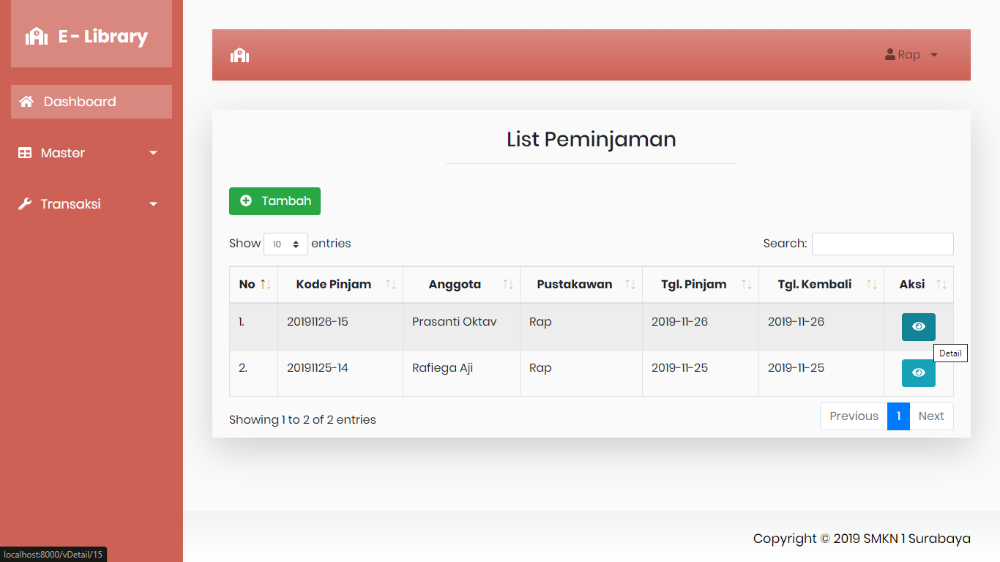 E - Library
Rap
Dashboard
Master
Transaksi
List Peminjaman
Tambah
Show 10 entries
Search:
No Kode Pinjam Anggota Pustakawan Tgl. Pinjam Tgl. Kembali Aksi
1. 20191126-15 Prasanti Oktav Rap 2019-11-26 2019-11-26
Detail
2. 20191125-14 Rafiega Aji Rap 2019-11-25 2019-11-25
Showing 1 to 2 of 2 entries
Previous 1 Next
Copyright © 2019 SMKN 1 Surabaya
localhost:8000/vDetail/15